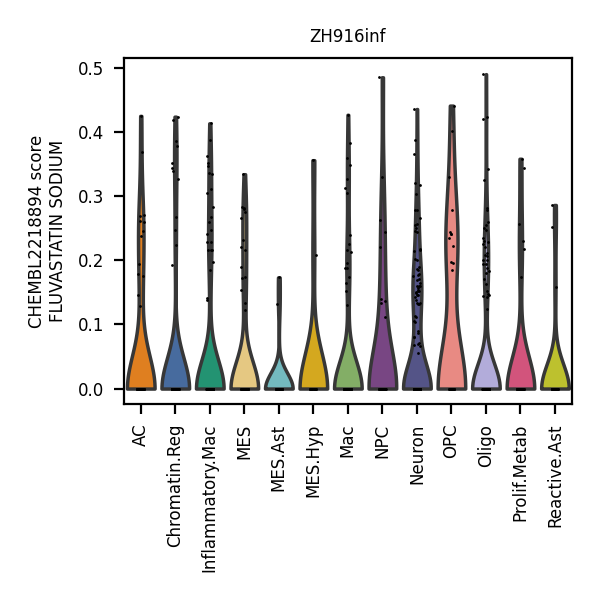 ZH916inf
CHEMBL2218894 score
FLUVASTATIN SODIUM
0.5
0.4
0.3
0.2
0.1
0.0
AC
Chromatin.Reg
Inflammatory.Mac
MES
MES.Ast
MES.Hyp
Mac
NPC
Neuron
OPC
Oligo
Prolif.Metab
Reactive.Ast